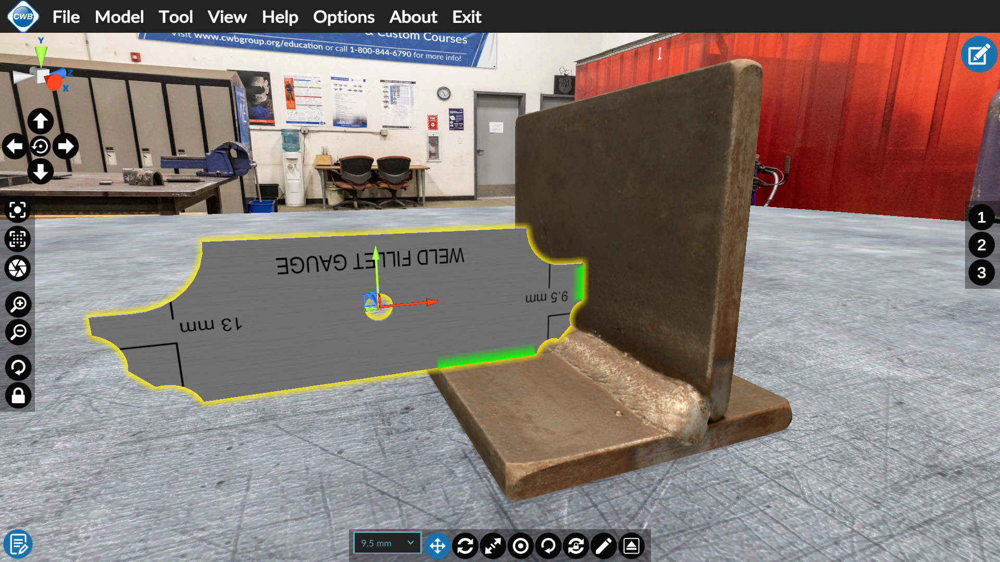 CWB File Model Tool View Help Options About Exit
& Custom Courses
Visit www.cwbgroup.org/education or call 1-800-844-6790 for more info!
Y
Z
X
1
FIRE
WELD FILLET GAUGE
9.5 mm
13 mm
1
2
3
9.5 mm